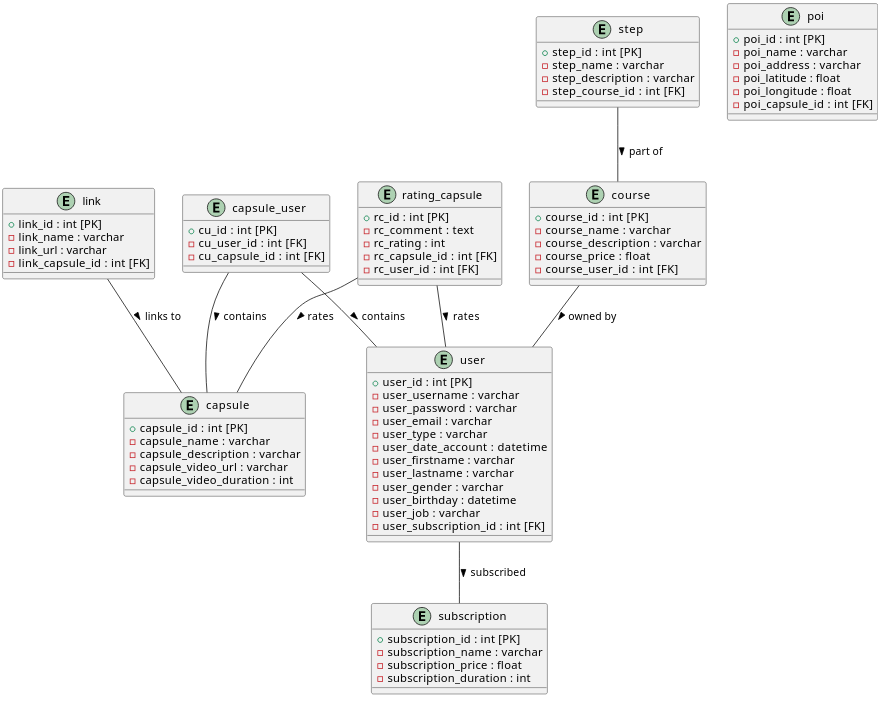 E step
step_id : int [PK]
step_name : varchar
step_description : varchar
step_course_id : int [FK]
E poi
poi_id : int [PK]
poi_name : varchar
poi_address : varchar
poi_latitude : float
poi_longitude : float
poi_capsule_id : int [FK]
part of
E link
link_id : int [PK]
link_name : varchar
link_url : varchar
link_capsule_id : int [FK]
E capsule_user
cu_id : int [PK]
cu_user_id : int [FK]
cu_capsule_id : int [FK]
E rating_capsule
rc_id : int [PK]
rc_comment : text
rc_rating : int
rc_capsule_id : int [FK]
rc_user_id : int [FK]
E course
course_id : int [PK]
course_name : varchar
course_description : varchar
course_price : float
course_user_id : int [FK]
links to
contains
rates
contains
rates
owned by
E capsule
capsule_id : int [PK]
capsule_name : varchar
capsule_description : varchar
capsule_video_url : varchar
capsule_video_duration : int
E user
user_id : int [PK]
user_username : varchar
user_password : varchar
user_email : varchar
user_type : varchar
user_date_account : datetime
user_firstname : varchar
user_lastname : varchar
user_gender : varchar
user_birthday : datetime
user_job : varchar
user_subscription_id : int [FK]
subscribed
E subscription
subscription_id : int [PK]
subscription_name : varchar
subscription_price : float
subscription_duration : int